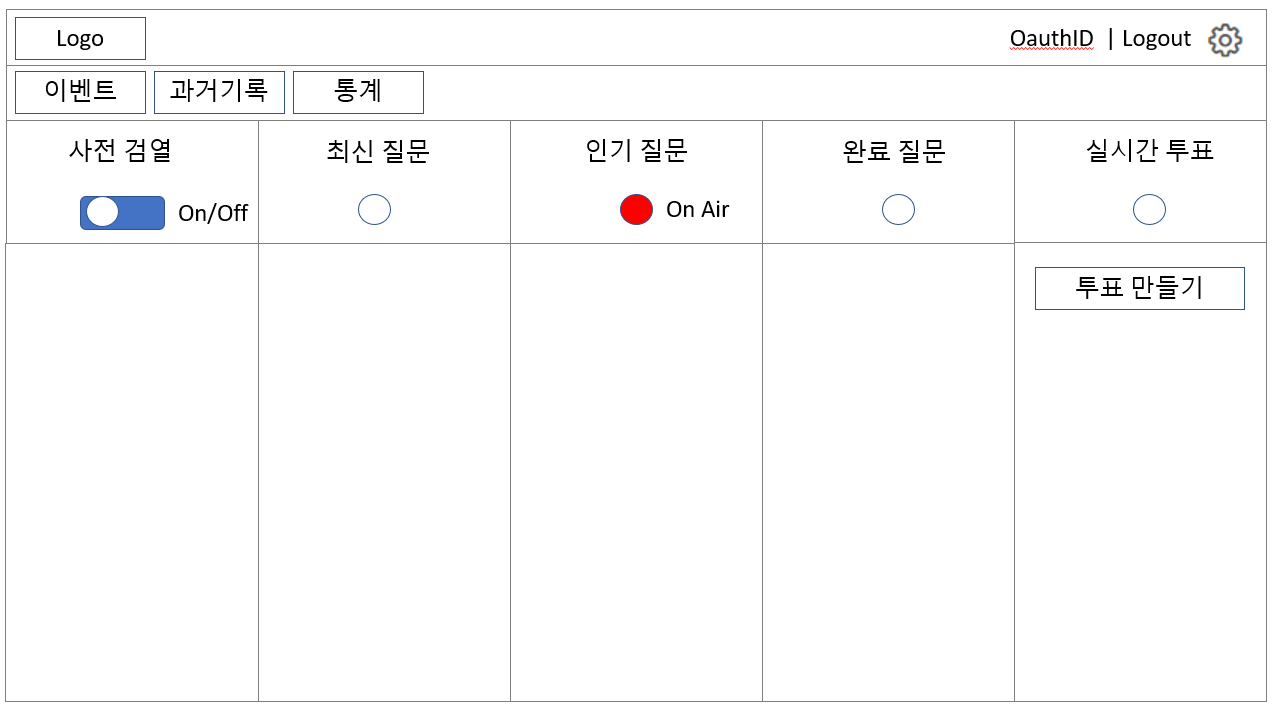 Logo
OauthID | Logout
이벤트
과거기록
통계
사전 검열
최신 질문
인기 질문
완료 질문
실시간 투표
On/Off
On Air
투표 만들기